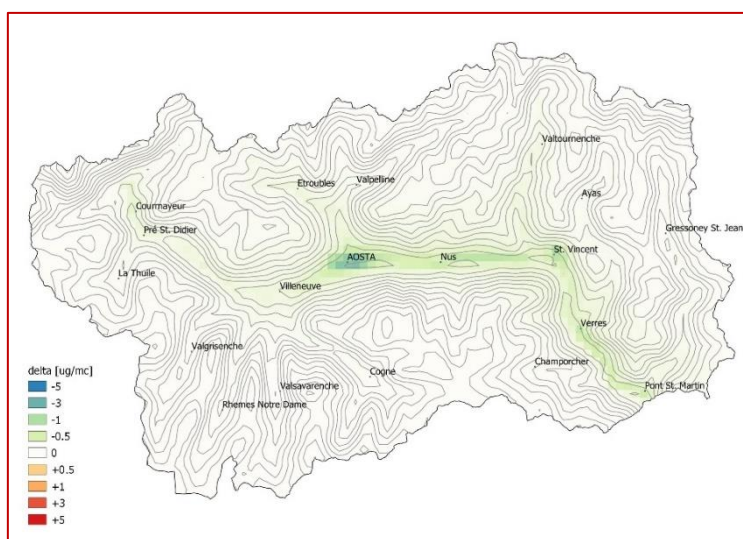 Valtournenche
Etroubles
Valpelline
Ayas
Courmayeur
Pré St. Didier
Gressoney St. Jean
St. Vincent
AOSTA
Nus
La Thuile
Villeneuve
Verres
Valgrisenche
Champorcher
Cogne
delta [ug/mc]
Valsavarenche
Pont St. Martin
Rhemes Notre Dame
-5
-3
-1
-0.5
0
+0.5
+1
+3
+5